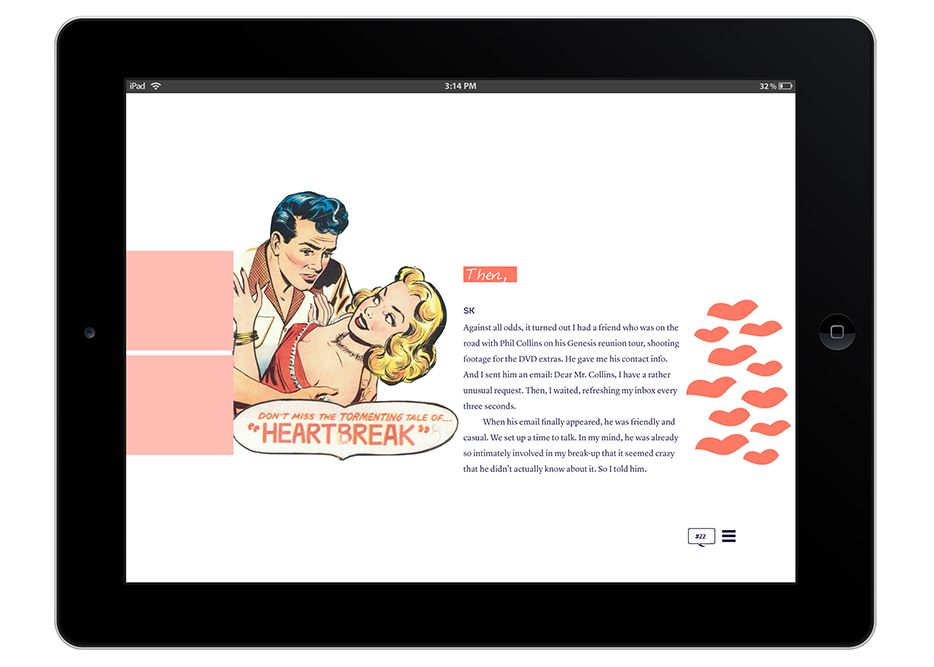 iPad
3:14 PM
32%
DON'T MISS THE TORMENTING TALE OF...
"HEARTBREAK"
Then,
SK
Against all odds, it turned out I had a friend who was on the
road with Phil Collins on his Genesis reunion tour, shooting
footage for the DVD extras. He gave me his contact info.
And I sent him an email: Dear Mr. Collins, I have a rather
unusual request. Then, I waited, refreshing my inbox every
three seconds.
When his email finally appeared, he was friendly and
casual. We set up a time to talk. In my mind, he was already
so intimately involved in my break-up that it seemed crazy
that he didn't actually know about it. So I told him.
#22